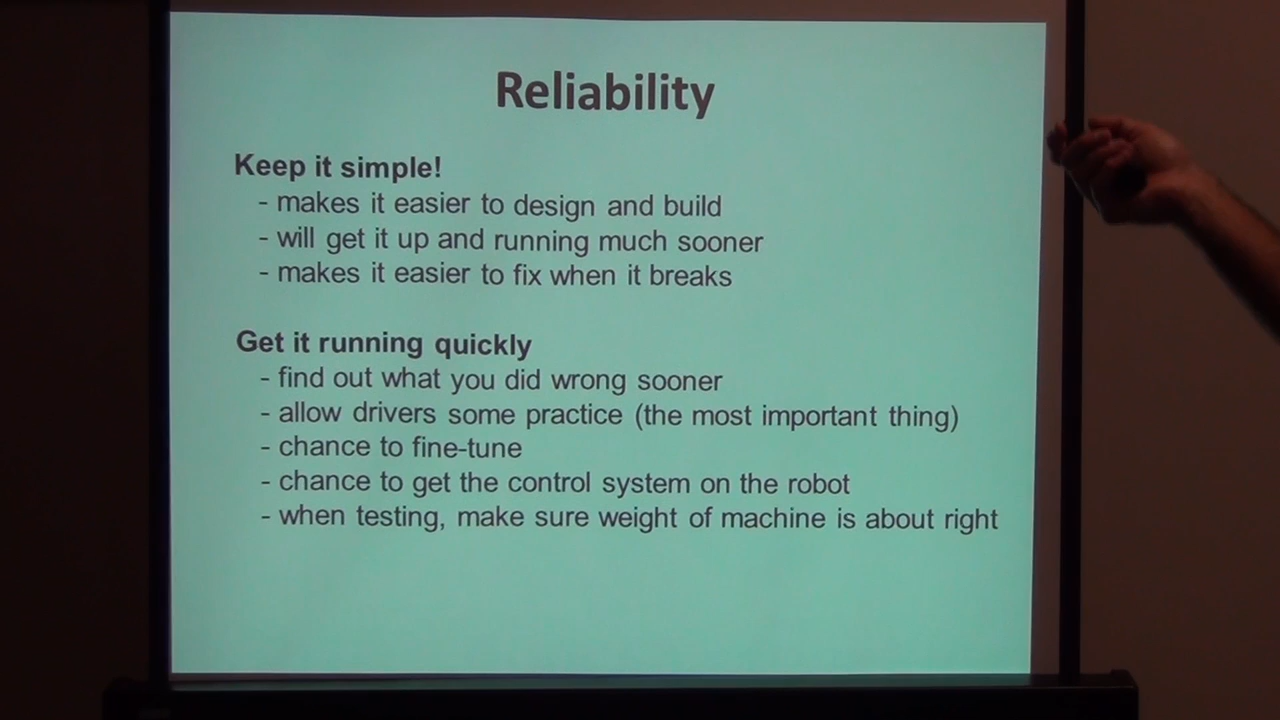 Reliability
Keep it simple!
- makes it easier to design and build
- will get it up and running much sooner
- makes it easier to fix when it breaks
Get it running quickly
- find out what you did wrong sooner
- allow drivers some practice (the most important thing)
- chance to fine-tune
- chance to get the control system on the robot
- when testing, make sure weight of machine is about right